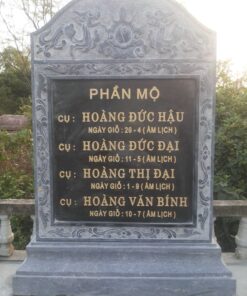 PHẦN MỘ
CỤ: HOÀNG ĐỨC HẬU
NGÀY GIỖ: 29-4 (ÂM LỊCH)
CỤ: HOÀNG ĐỨC ĐẠI
NGÀY GIỖ: 11-5 (ÂM LỊCH)
CỤ: HOÀNG THỊ ĐẠI
NGÀY GIỖ: 1-9 (ÂM LỊCH)
CỤ: HOÀNG VĂN BÍNH
NGÀY GIỖ: 10-7 (ÂM LỊCH)